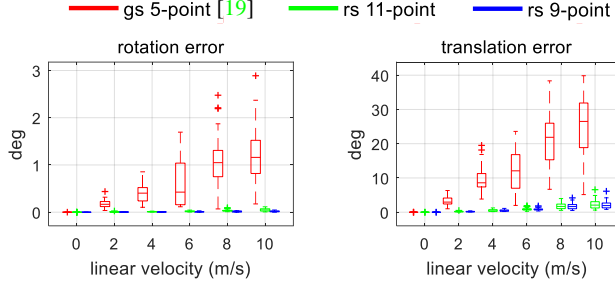 gs 5-point [19] rs 11-point rs 9-point
rotation error translation error
deg
3
2
1
0
0 2 4 6 8 10
linear velocity (m/s)
deg
40
30
20
10
0
0 2 4 6 8 10
linear velocity (m/s)